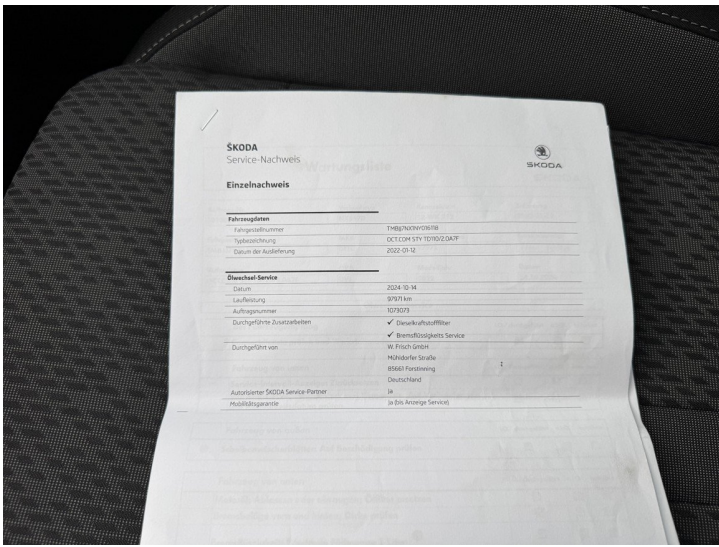 ŠKODA
Service-Nachweis
SKODA
Einzelnachweis
Fahrzeugdaten
Fahrgestellnummer
Typbezeichnung OCT.COM STY TD110/2.0A7F
Datum der Auslieferung 2022-01-12
Ölwechsel-Service
Datum 2024-10-14
Laufleistung 97971 km
Auftragsnummer 1073073
Durchgeführte Zusatzarbeiten ✓ Dieselkraftstofffilter
✓ Bremsflüssigkeits Service
Durchgeführt von W. Frisch GmbH
Mühldorfer Straße
85661 Forstinning
Deutschland
Autorisierter ŠKODA Service-Partner Ja
Mobilitätsgarantie Ja (bis Anzeige Service)